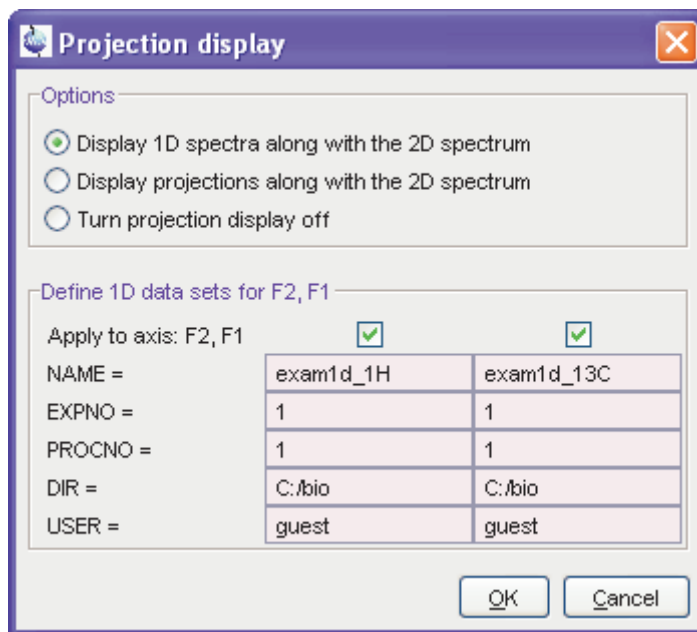 Projection display
Options
Display 1D spectra along with the 2D spectrum
Display projections along with the 2D spectrum
Turn projection display off
Define 1D data sets for F2, F1
Apply to axis: F2, F1
NAME = exam1d_1H exam1d_13C
EXPNO = 1 1
PROCNO = 1 1
DIR = C:/bio C:/bio
USER = guest guest
OK Cancel